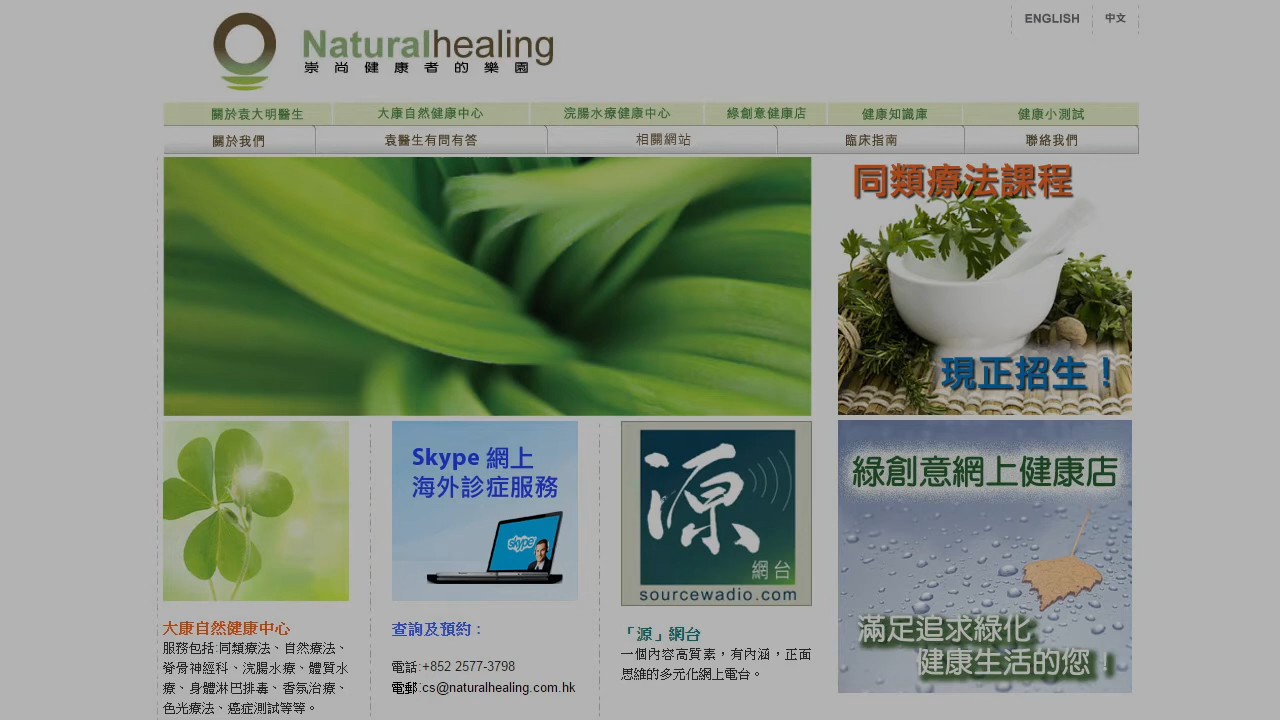 ENGLISH
中文
Naturalhealing
崇尚健康者的樂園
關於袁大明醫生
大康自然健康中心
浣腸水療健康中心
綠創意健康店
健康知識庫
健康小測試
關於我們
袁醫生有問有答
相關網站
臨床指南
聯絡我們
同類療法課程
現正招生！
Skype 網上
海外診症服務
skype
源
網台
sourcewadio.com
綠創意網上健康店
滿足追求綠化
健康生活的您！
大康自然健康中心
服務包括:同類療法、自然療法、
脊骨神經科、浣腸水療、體息治
療、身體淋巴排毒、香氛治療、
色光療法、癌症測試等等。
查詢及預約：
電話:+852 2577-3798
電郵:cs@naturalhealing.com.hk
「源」網台
一個內容高質素，有內涵，正面
思維的多元化網上電台。